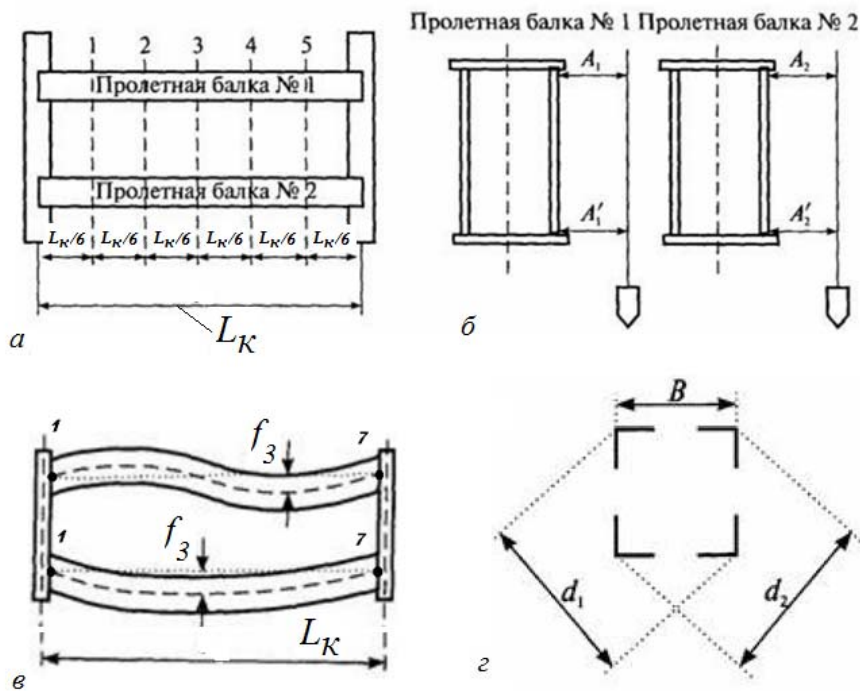 1 2 3 4 5
Пролетная балка № 1
Пролетная балка № 2
Lк/6 Lк/6 Lк/6 Lк/6 Lк/6 Lк/6
Lк
а
Пролетная балка № 1 Пролетная балка № 2
A₁ A₂
A₁′ A₂′
б
1 7
f₃
1 7
f₃
Lк
в
B
d₁ d₂
г